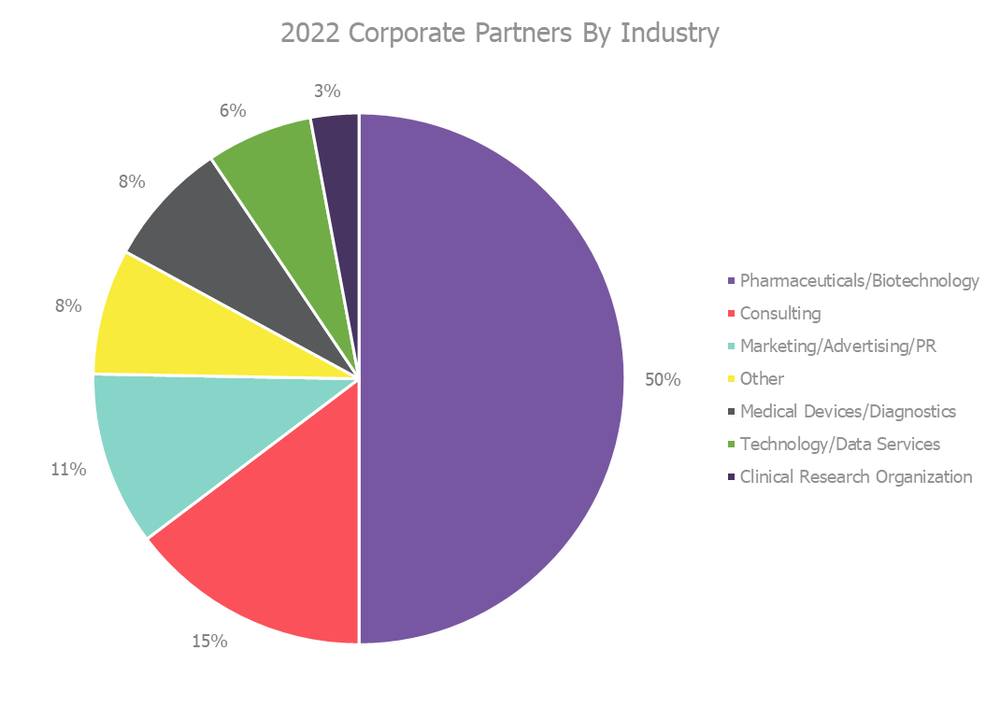 2022 Corporate Partners By Industry
3%
6%
8%
8%
11%
15%
50%
Pharmaceuticals/Biotechnology
Consulting
Marketing/Advertising/PR
Other
Medical Devices/Diagnostics
Technology/Data Services
Clinical Research Organization